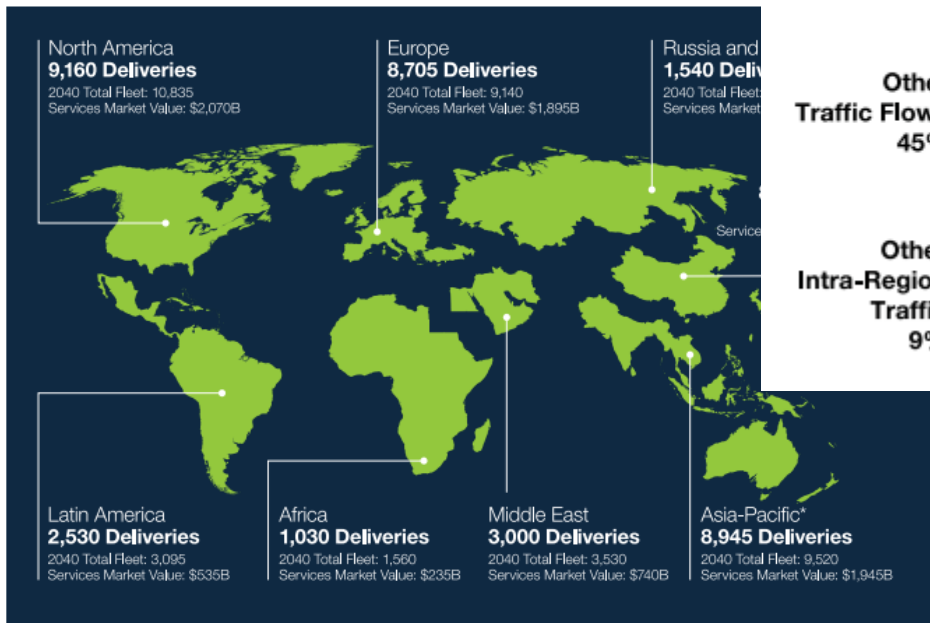 North America
9,160 Deliveries
2040 Total Fleet: 10,835
Services Market Value: $2,070B
Europe
8,705 Deliveries
2040 Total Fleet: 9,140
Services Market Value: $1,895B
Russia and
1,540
2040 Total Fleet:
Services Market
Traffic
45%
Intra-Regio
9%
Latin America
2,530 Deliveries
2040 Total Fleet: 3,095
Services Market Value: $535B
Africa
1,030 Deliveries
2040 Total Fleet: 1,560
Services Market Value: $235B
Middle East
3,000 Deliveries
2040 Total Fleet: 3,530
Services Market Value: $740B
Asia-Pacific*
8,945 Deliveries
2040 Total Fleet: 9,520
Services Market Value: $1,945B